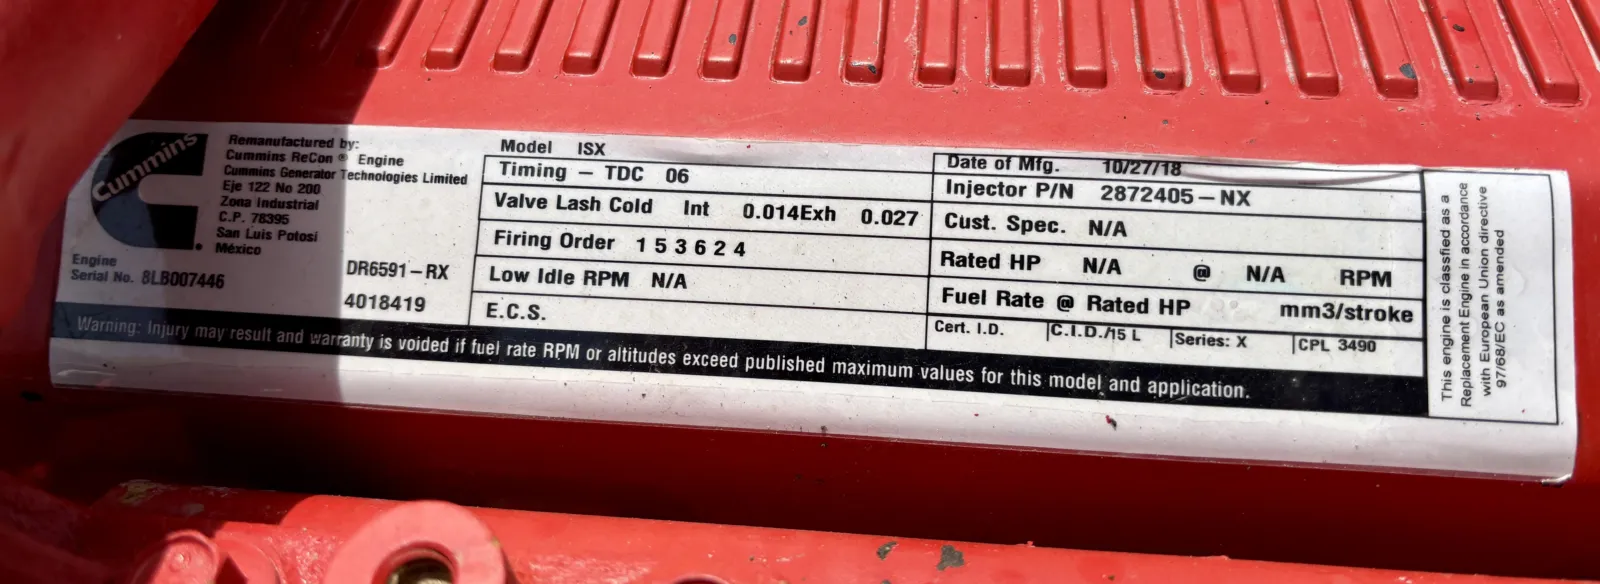 Cummins
Remanufactured by:
Cummins ReCon ® Engine
Cummins Generator Technologies Limited
Eje 122 No 200
Zona Industrial
C.P. 78395
San Luis Potosi
México
Engine
Serial No. 8LB007446
DR6591-RX
4018419
Model ISX
Timing - TDC 06
Valve Lash Cold Int 0.014Exh 0.027
Firing Order 1 5 3 6 2 4
Low Idle RPM N/A
E.C.S.
Date of Mfg. 10/27/18
Injector P/N 2872405-NX
Cust. Spec. N/A
Rated HP N/A @ N/A RPM
Fuel Rate @ Rated HP mm3/stroke
Cert. I.D. C.I.D./15 L Series: X CPL 3490
Warning: Injury may result and warranty is voided if fuel rate RPM or altitudes exceed published maximum values for this model and application.
This engine is classfied as a
Replacement Engine in accordance
with European Union directive
97/68/EC as amended